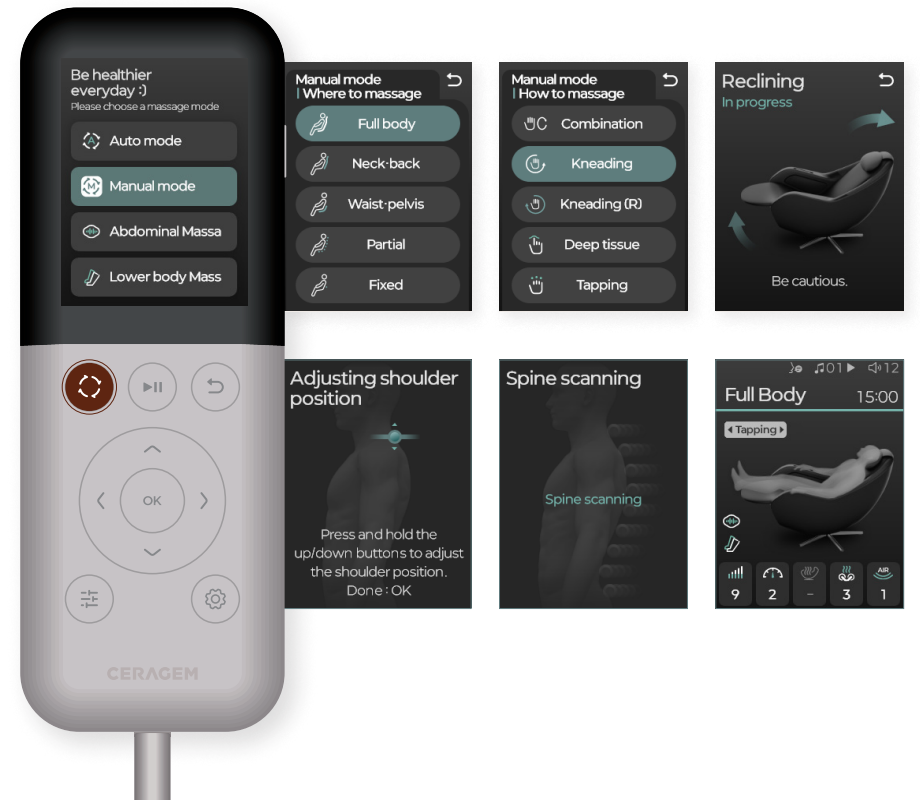 Be healthier
everyday :)
Please choose a massage mode
Auto mode
Manual mode
Abdominal Massa
Lower body Mass
OK
CERAGEM
Manual mode
Where to massage
Full body
Neck·back
Waist·pelvis
Partial
Fixed
Manual mode
How to massage
Combination
Kneading
Kneading (R)
Deep tissue
Tapping
Reclining
In progress
Be cautious.
Adjusting shoulder
position
Press and hold the
up/down buttons to adjust
the shoulder position.
Done : OK
Spine scanning
Spine scanning
01 12
Full Body 15:00
Tapping
AIR
9 2 - 3 1